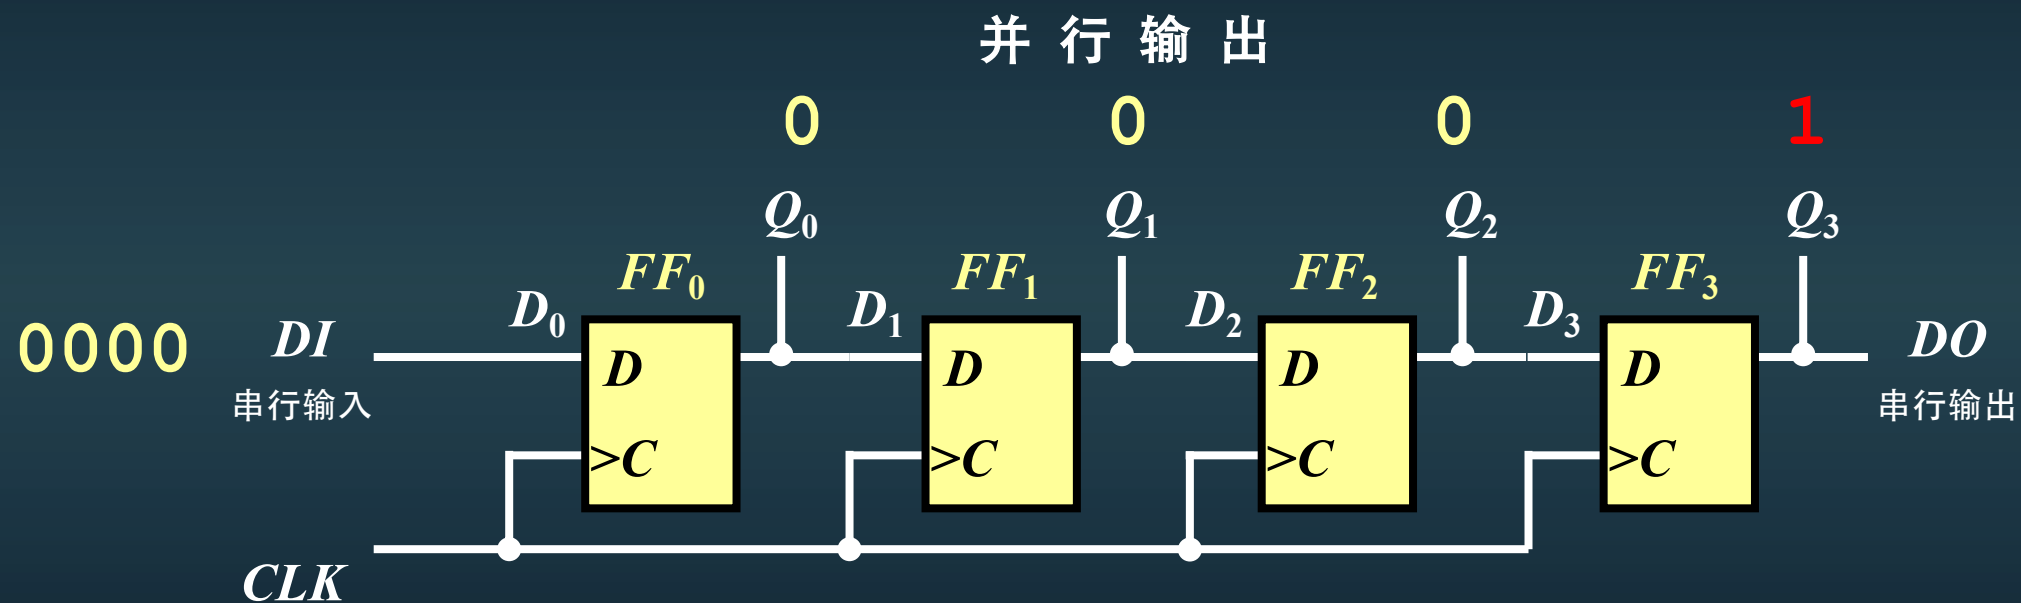 并行输出
0 0 0 1
Q0 Q1 Q2 Q3
FF0 FF1 FF2 FF3
D0 D1 D2 D3
0000 DI DO
D D D D
串行输入 串行输出
>C >C >C >C
CLK